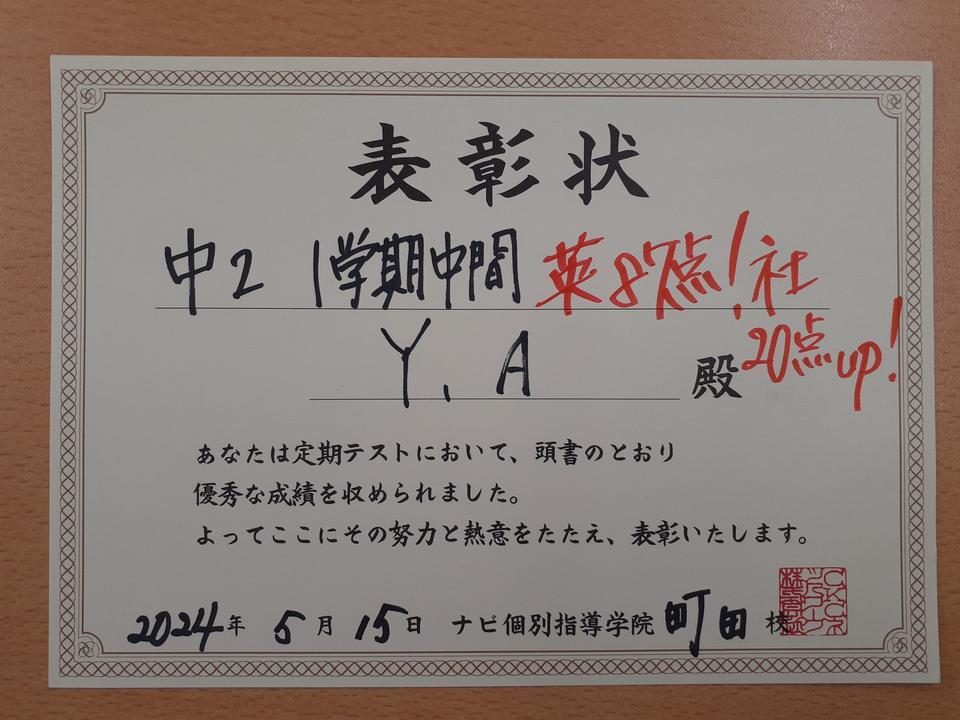 表彰状
中2 1学期中間 英87点!社
20点up!
Y.A 殿
あなたは定期テストにおいて、頭書のとおり
優秀な成績を収められました。
よってここにその努力と熱意をたたえ、表彰いたします。
2024年 5月 15日 ナビ個別指導学院 町田 校